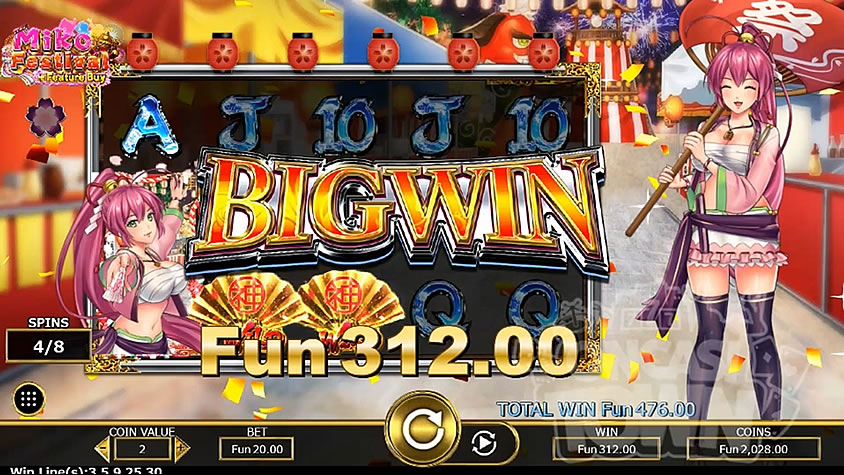 Miko
Festival
Feature Buy
A J 10 J 10
BIGWIN
神 神
Q Q
SPINS
4/8
Fun 312.00
TOTAL WIN Fun 476.00
COIN VALUE
2
BET
Fun 20.00
WIN
Fun 312.00
COINS
Fun 2,028.00
Win Line(s):3,5,9,25,30